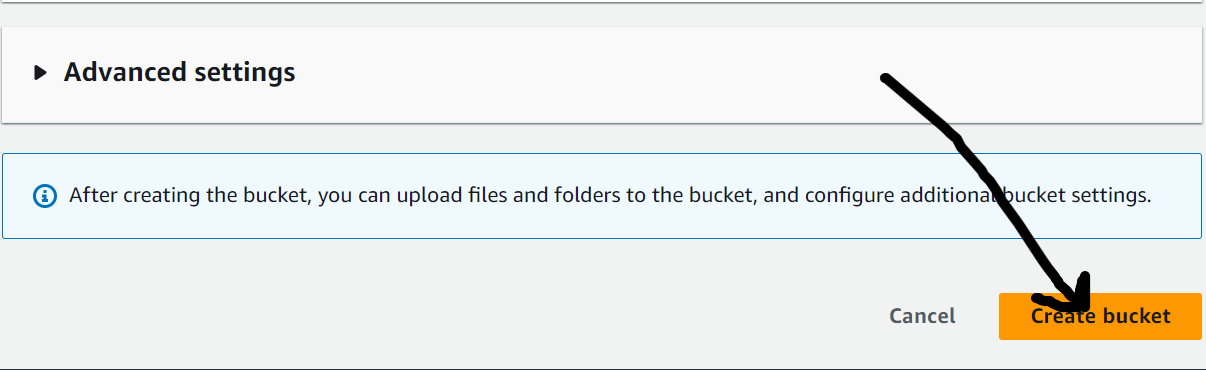 Advanced settings
After creating the bucket, you can upload files and folders to the bucket, and configure additional bucket settings.
Cancel
Create bucket